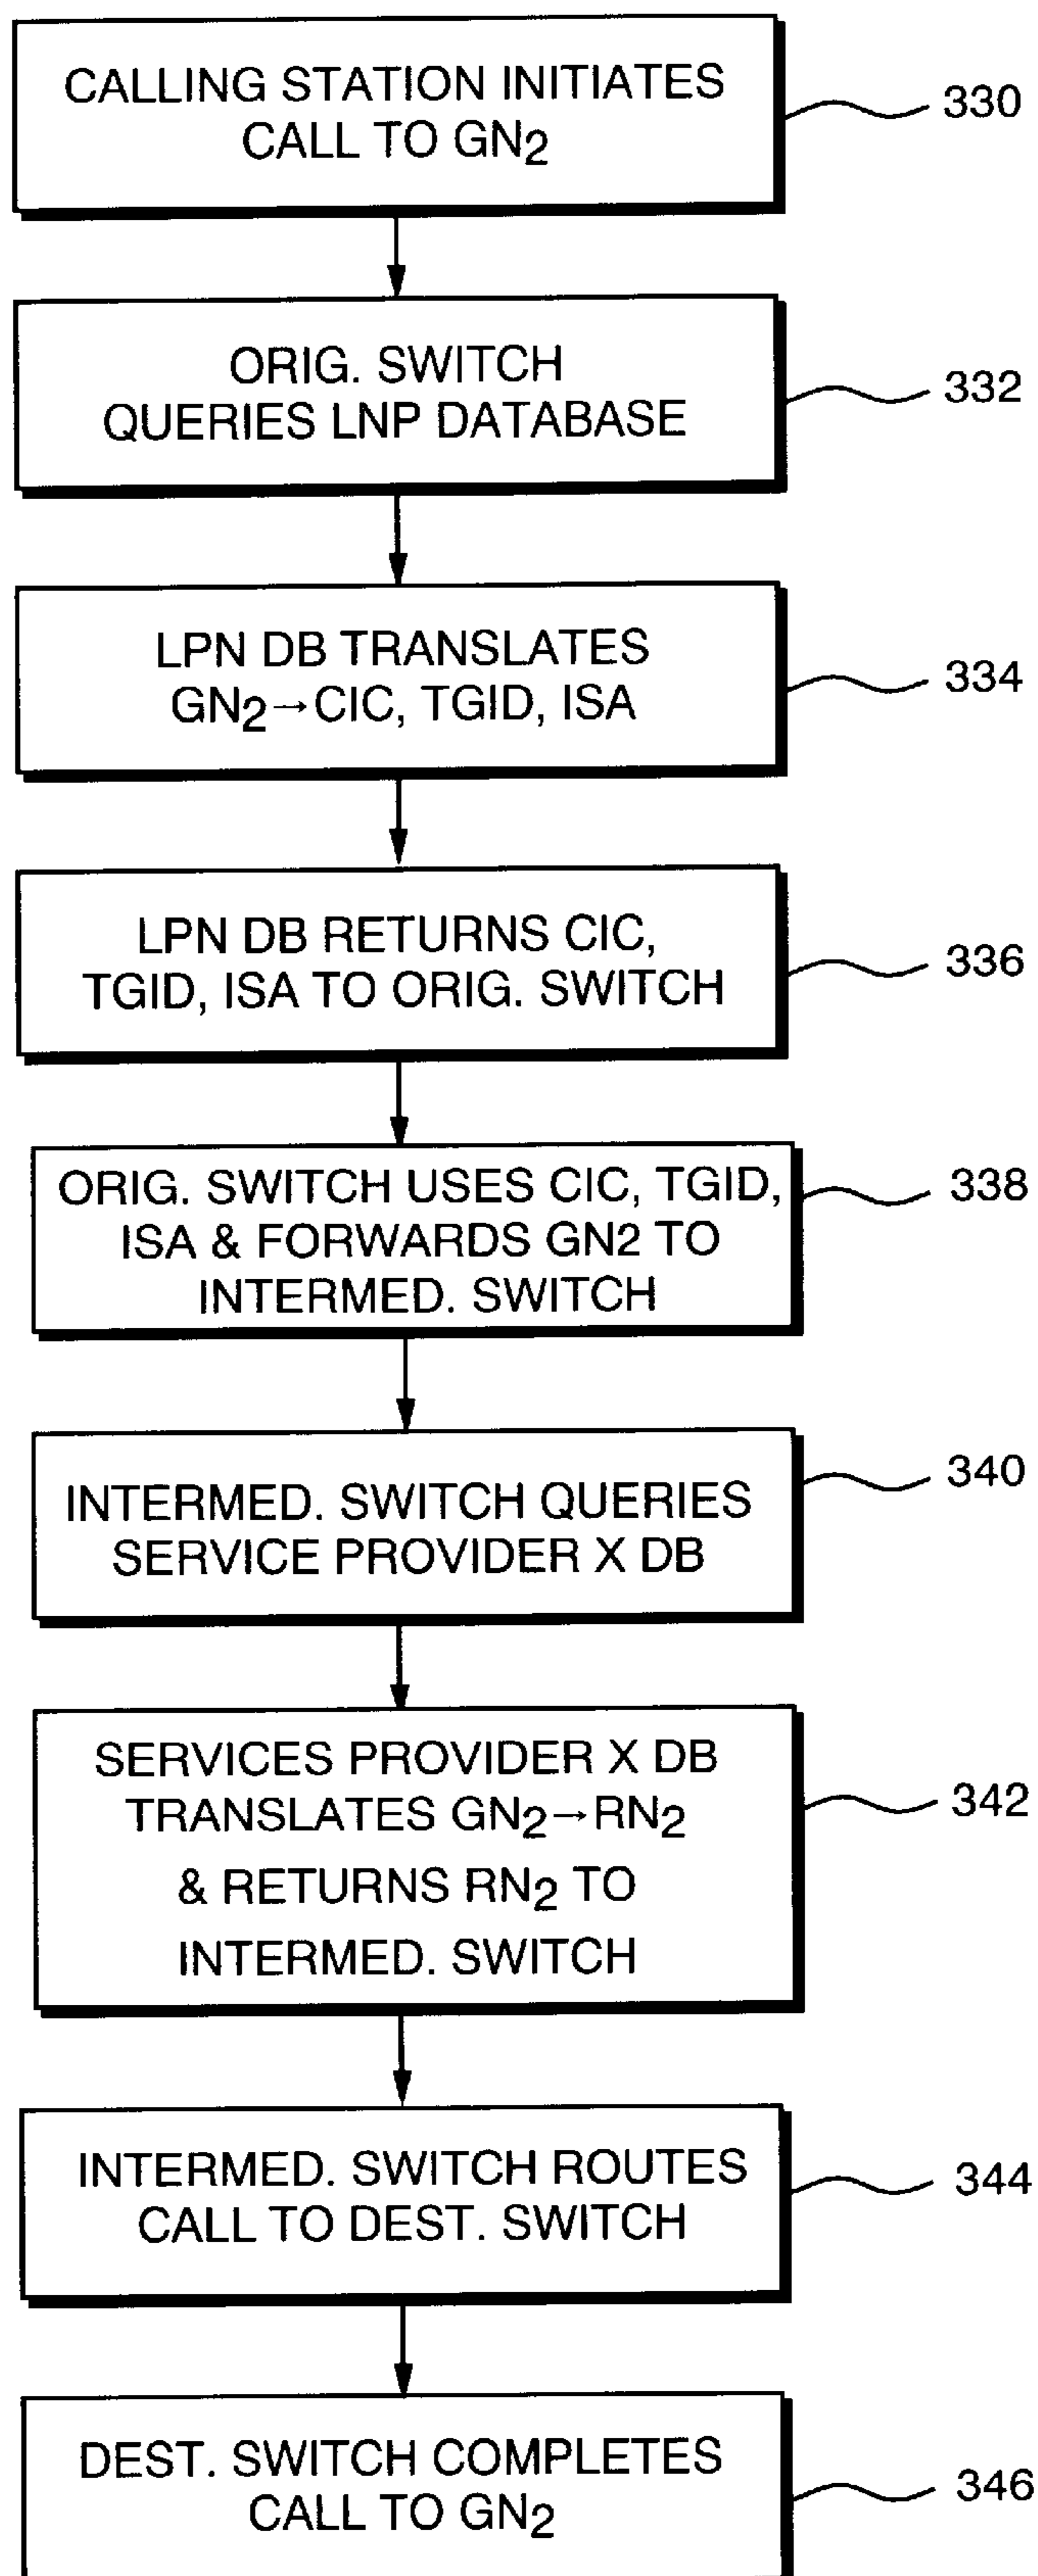 CALLING STATION INITIATES
CALL TO GN2
330
ORIG. SWITCH
QUERIES LNP DATABASE
332
LPN DB TRANSLATES
GN2→CIC, TGID, ISA
334
LPN DB RETURNS CIC,
TGID, ISA TO ORIG. SWITCH
336
ORIG. SWITCH USES CIC, TGID,
ISA & FORWARDS GN2 TO
INTERMED. SWITCH
338
INTERMED. SWITCH QUERIES
SERVICE PROVIDER X DB
340
SERVICES PROVIDER X DB
TRANSLATES GN2→RN2
& RETURNS RN2 TO
INTERMED. SWITCH
342
INTERMED. SWITCH ROUTES
CALL TO DEST. SWITCH
344
DEST. SWITCH COMPLETES
CALL TO GN2
346